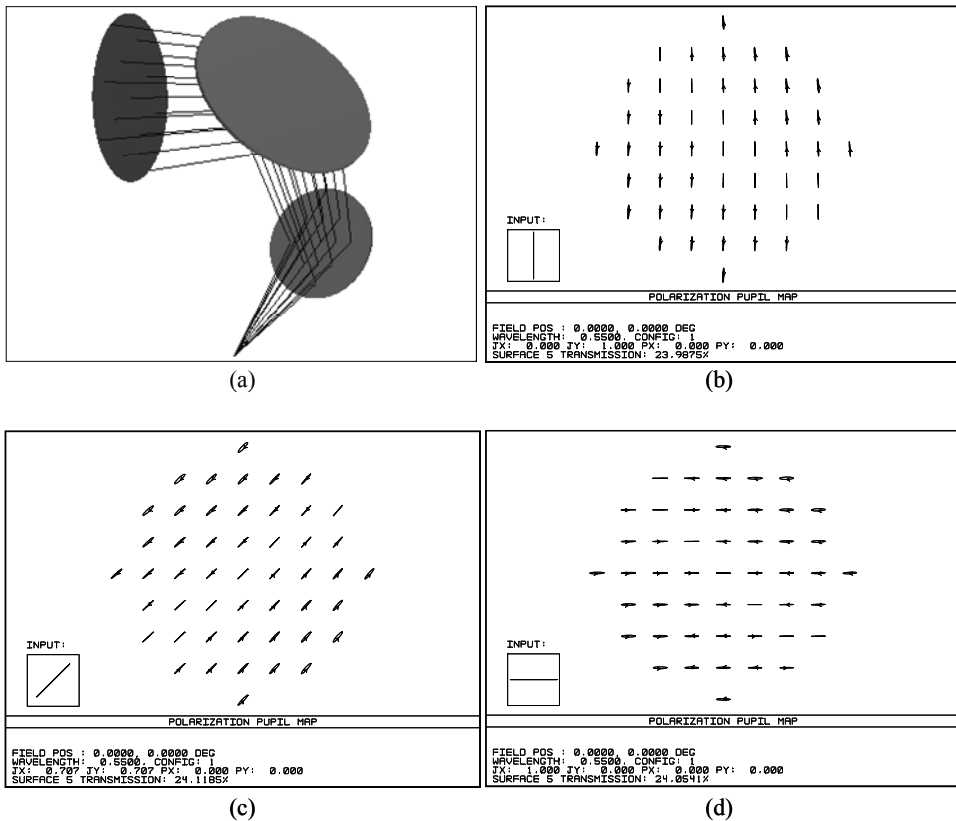 (a)
INPUT:
POLARIZATION PUPIL MAP
FIELD POS : 0.0000, 0.0000 DEG
WAVELENGTH: 0.5500. CONFIG: 1
JX: 0.000 JY: 1.000 PX: 0.000 PY: 0.000
SURFACE 5 TRANSMISSION: 23.9875%
(b)
INPUT:
POLARIZATION PUPIL MAP
FIELD POS : 0.0000, 0.0000 DEG
WAVELENGTH: 0.5500. CONFIG: 1
JX: 0.707 JY: 0.707 PX: 0.000 PY: 0.000
SURFACE 5 TRANSMISSION: 24.1185%
(c)
INPUT:
POLARIZATION PUPIL MAP
FIELD POS : 0.0000, 0.0000 DEG
WAVELENGTH: 0.5500. CONFIG: 1
JX: 1.000 JY: 0.000 PX: 0.000 PY: 0.000
SURFACE 5 TRANSMISSION: 24.0541%
(d)